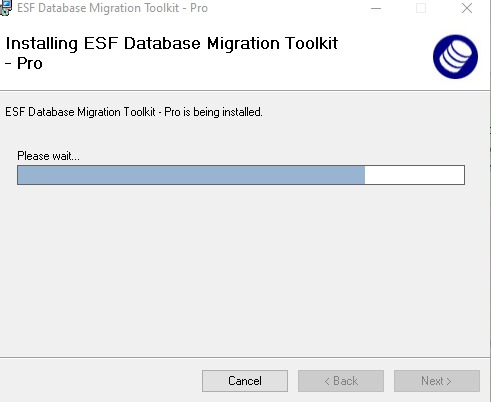 ESF Database Migration Toolkit - Pro
Installing ESF Database Migration Toolkit
- Pro
ESF Database Migration Toolkit - Pro is being installed.
Please wait...
Cancel
< Back
Next >